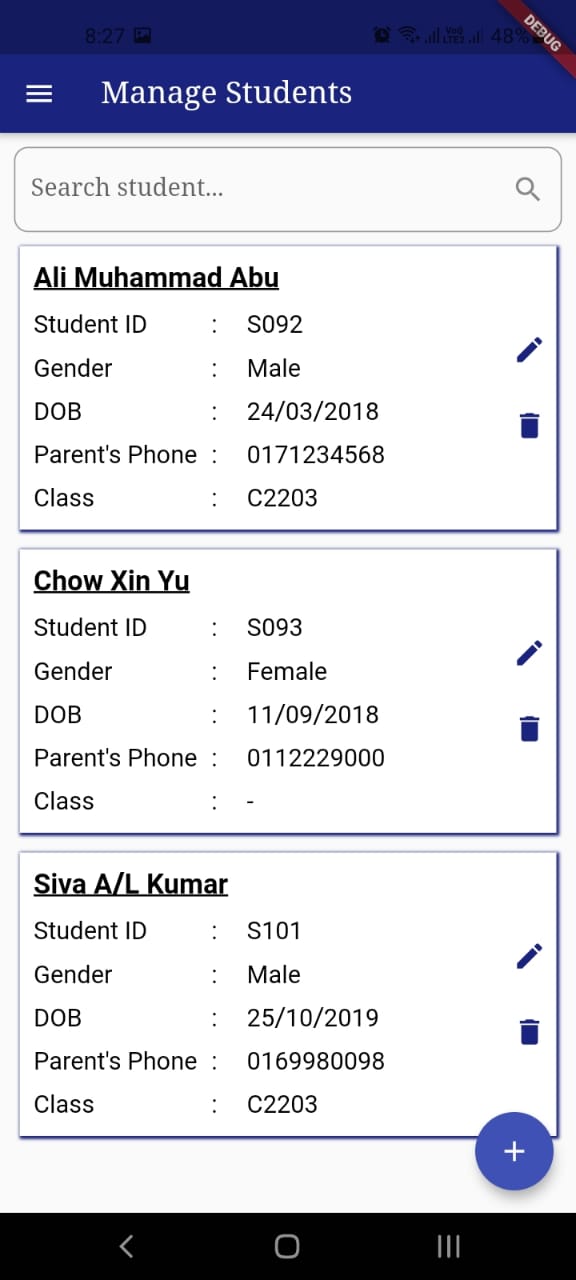 8:27 48%
DEBUG
Manage Students
Search student...
Ali Muhammad Abu
Student ID : S092
Gender : Male
DOB : 24/03/2018
Parent's Phone : 0171234568
Class : C2203
Chow Xin Yu
Student ID : S093
Gender : Female
DOB : 11/09/2018
Parent's Phone : 0112229000
Class : -
Siva A/L Kumar
Student ID : S101
Gender : Male
DOB : 25/10/2019
Parent's Phone : 0169980098
Class : C2203
+